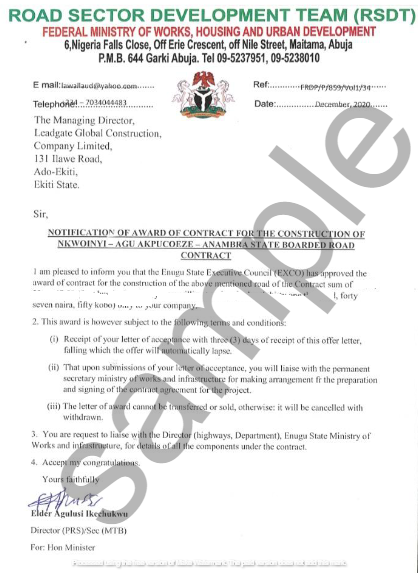 ROAD SECTOR DEVELOPMENT TEAM (RSDT)
FEDERAL MINISTRY OF WORKS, HOUSING AND URBAN DEVELOPMENT
6,Nigeria Falls Close, Off Erie Crescent, off Nile Street, Maitama, Abuja
P.M.B. 644 Garki Abuja. Tel 09-5237951, 09-5238010
E mail: lawalfaud@yahoo.com
Ref: FRDP/P/859/Vol1/34
Telephone: 234 – 7034044483
Date: December, 2020
The Managing Director,
Leadgate Global Construction,
Company Limited,
131 Ilawe Road,
Ado-Ekiti,
Ekiti State.
Sir,
NOTIFICATION OF AWARD OF CONTRACT FOR THE CONSTRUCTION OF
NKWOINYI – AGU AKPUCOEZE – ANAMBRA STATE BOARDED ROAD
CONTRACT
I am pleased to inform you that the Enugu State Executive Council (EXCO) has approved the
award of contract for the construction of the above mentioned road of the Contract sum of
, forty
seven naira, fifty kobo) only to your company.
2. This award is however subject to the following terms and conditions:
(i) Receipt of your letter of acceptance with three (3) days of receipt of this offer letter,
falling which the offer will automatically lapse.
(ii) That upon submissions of your letter of acceptance, you will liaise with the permanent
secretary ministry of works and infrastructure for making arrangement fr the preparation
and signing of the contract agreement for the project.
(iii) The letter of award cannot be transferred or sold, otherwise: it will be cancelled with
withdrawn.
3. You are request to liaise with the Director (highways, Department), Enugu State Ministry of
Works and infrastructure, for details of all the components under the contract.
4. Accept my congratulations.
Yours faithfully
Elder Agulusi Ikechukwu
Director (PRS)/Sec (MTB)
For: Hon Minister
sample